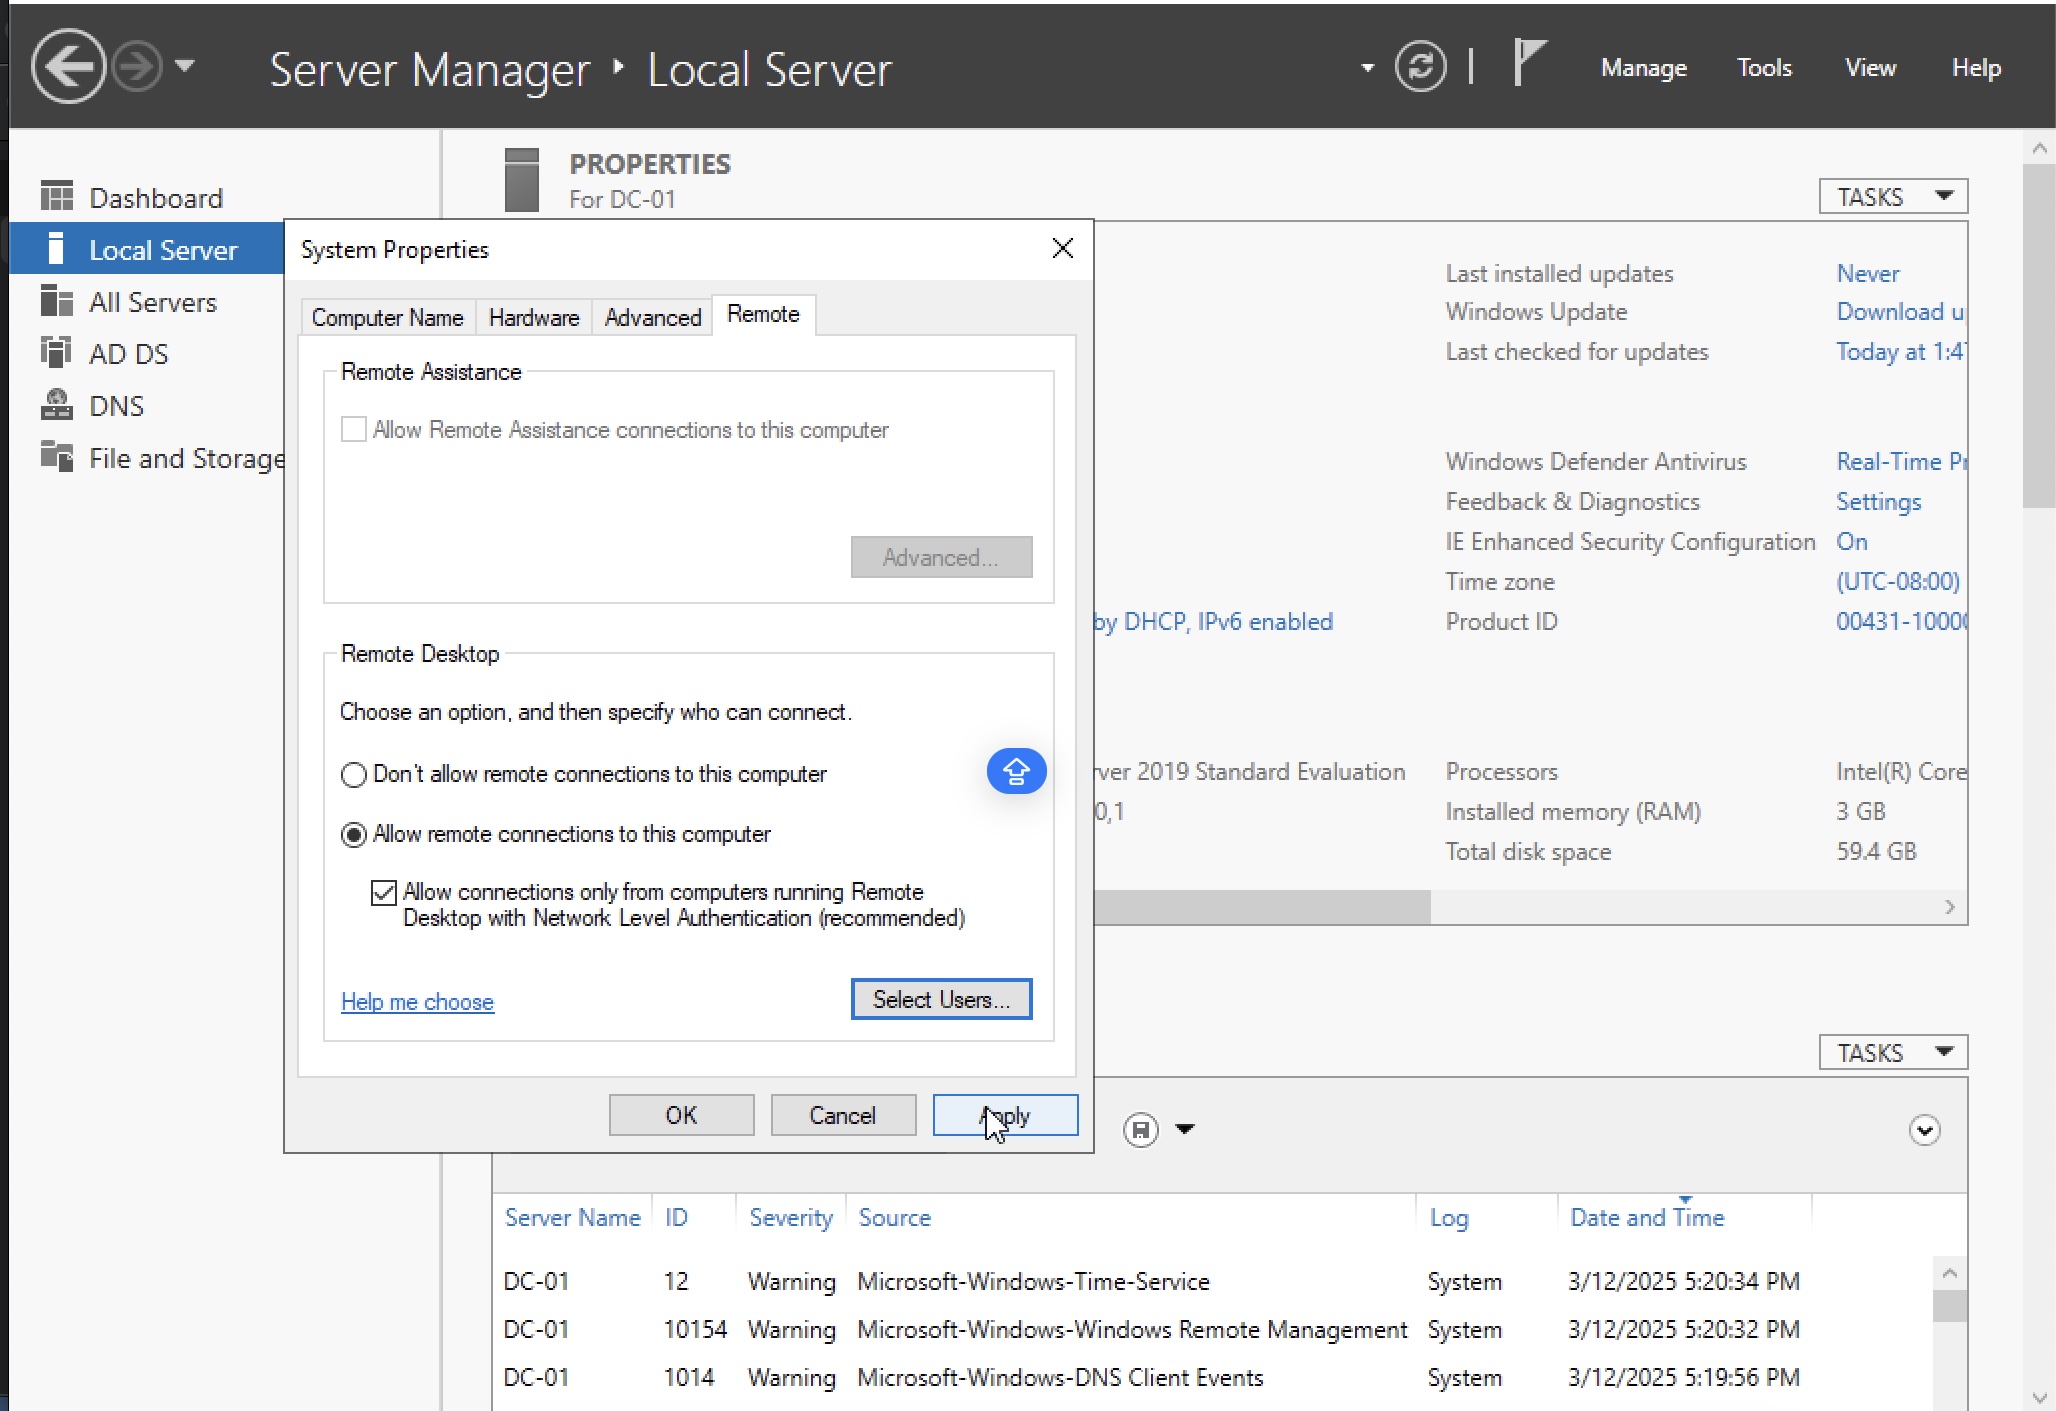 Server Manager ‣ Local Server
Manage
Tools
View
Help
Dashboard
Local Server
All Servers
AD DS
DNS
File and Storage
PROPERTIES
For DC-01
TASKS
System Properties
Computer Name
Hardware
Advanced
Remote
Remote Assistance
Allow Remote Assistance connections to this computer
Advanced...
Remote Desktop
Choose an option, and then specify who can connect.
Don't allow remote connections to this computer
Allow remote connections to this computer
Allow connections only from computers running Remote
Desktop with Network Level Authentication (recommended)
Help me choose
Select Users...
OK
Cancel
Apply
Last installed updates Never
Windows Update Download u
Last checked for updates Today at 1:47
Windows Defender Antivirus Real-Time Pr
Feedback & Diagnostics Settings
IE Enhanced Security Configuration On
Time zone (UTC-08:00)
by DHCP, IPv6 enabled Product ID 00431-10000
ver 2019 Standard Evaluation Processors Intel(R) Core
0,1 Installed memory (RAM) 3 GB
Total disk space 59.4 GB
TASKS
Server Name ID Severity Source Log Date and Time
DC-01 12 Warning Microsoft-Windows-Time-Service System 3/12/2025 5:20:34 PM
DC-01 10154 Warning Microsoft-Windows-Windows Remote Management System 3/12/2025 5:20:32 PM
DC-01 1014 Warning Microsoft-Windows-DNS Client Events System 3/12/2025 5:19:56 PM